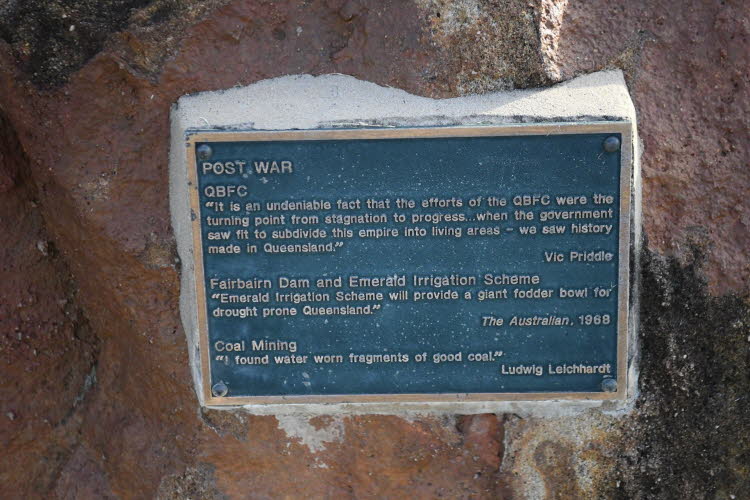 POST WAR
QBFC
"It is an undeniable fact that the efforts of the QBFC were the
turning point from stagnation to progress...when the government
saw fit to subdivide this empire into living areas – we saw history
made in Queensland."
Vic Priddle
Fairbairn Dam and Emerald Irrigation Scheme
"Emerald Irrigation Scheme will provide a giant fodder bowl for
drought prone Queensland."
The Australian, 1968
Coal Mining
"I found water worn fragments of good coal."
Ludwig Leichhardt